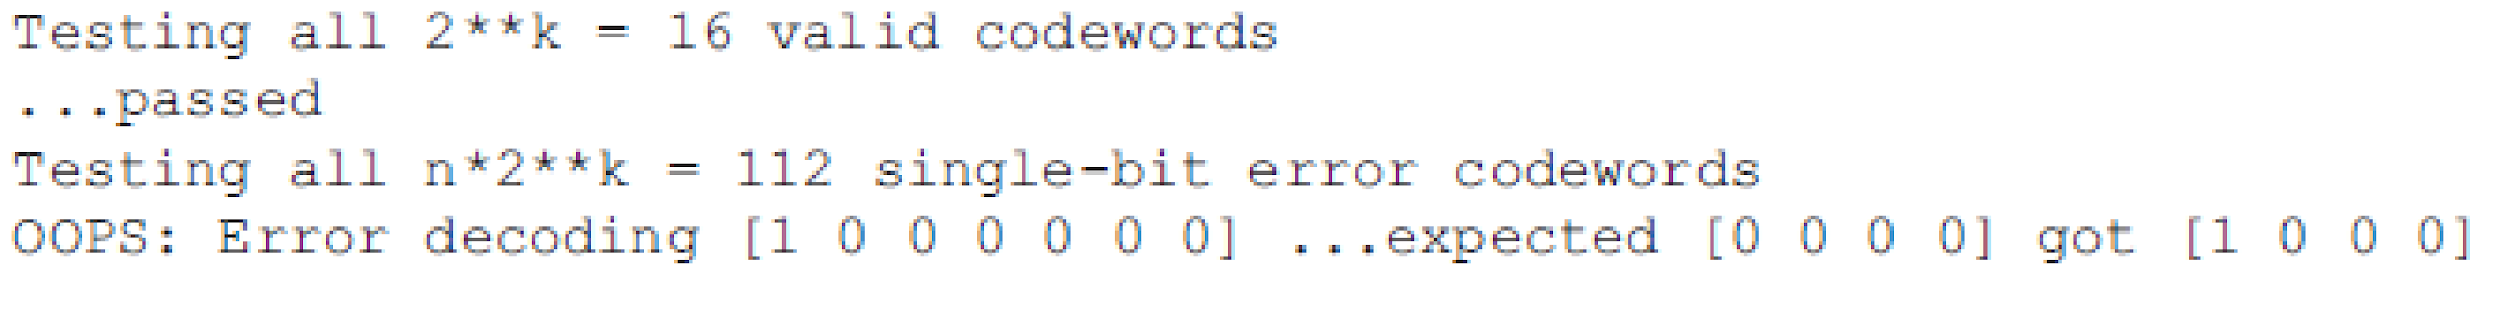 Testing all 2**k = 16 valid codewords
...passed
Testing all n*2**k = 112 single-bit error codewords
OOPS: Error decoding [1 0 0 0 0 0 0] ...expected [0 0 0 0] got [1 0 0 0]